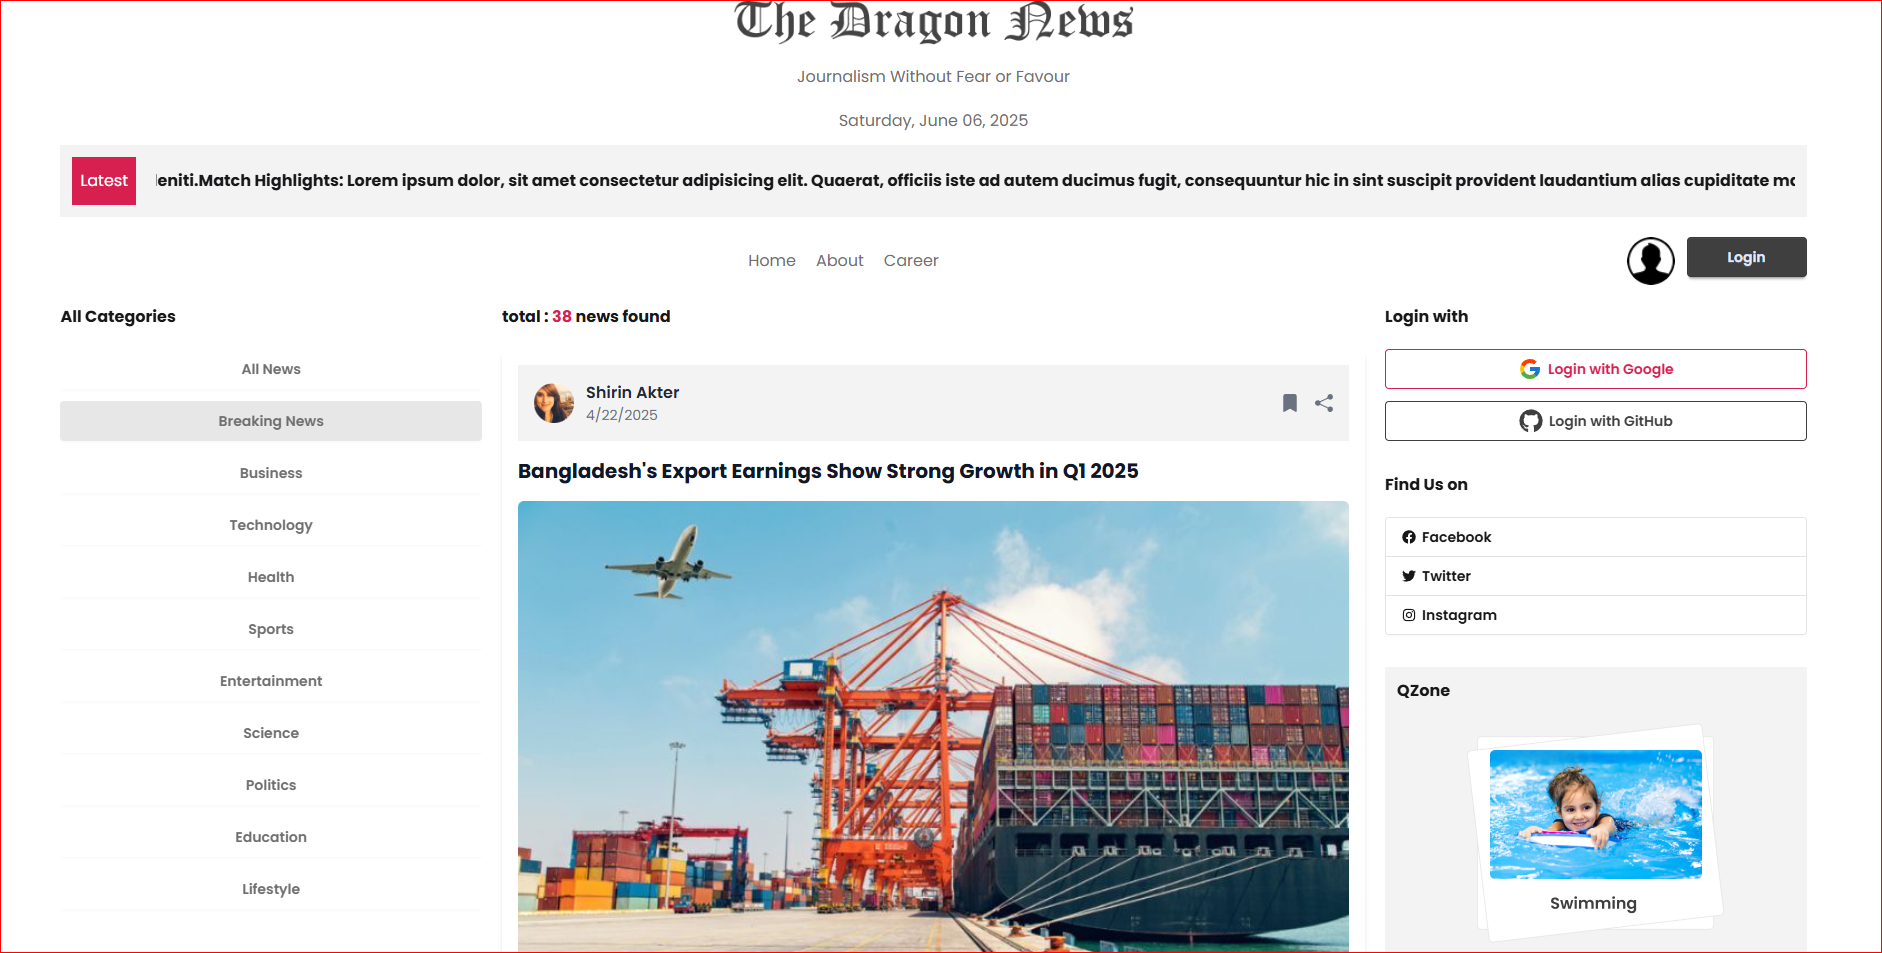 The Dragon News
Journalism Without Fear or Favour
Saturday, June 06, 2025
Latest
leniti.Match Highlights: Lorem ipsum dolor, sit amet consectetur adipisicing elit. Quaerat, officiis iste ad autem ducimus fugit, consequuntur hic in sint suscipit provident laudantium alias cupiditate mo
Home About Career
Login
All Categories
All News
Breaking News
Business
Technology
Health
Sports
Entertainment
Science
Politics
Education
Lifestyle
total : 38 news found
Shirin Akter
4/22/2025
Bangladesh's Export Earnings Show Strong Growth in Q1 2025
Login with
Login with Google
Login with GitHub
Find Us on
Facebook
Twitter
Instagram
QZone
Swimming